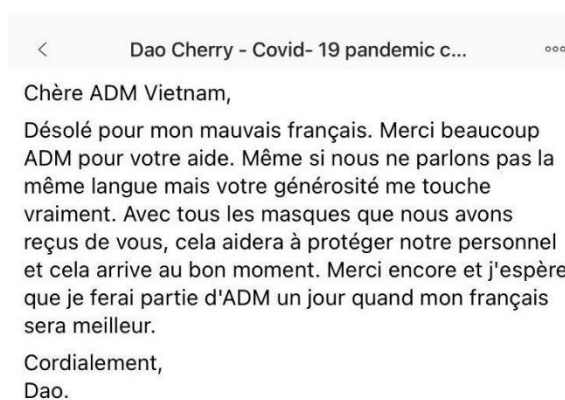 Dao Cherry - Covid- 19 pandemic c...
Chère ADM Vietnam,
Désolé pour mon mauvais français. Merci beaucoup
ADM pour votre aide. Même si nous ne parlons pas la
même langue mais votre générosité me touche
vraiment. Avec tous les masques que nous avons
reçus de vous, cela aidera à protéger notre personnel
et cela arrive au bon moment. Merci encore et j'espère
que je ferai partie d'ADM un jour quand mon français
sera meilleur.
Cordialement,
Dao.